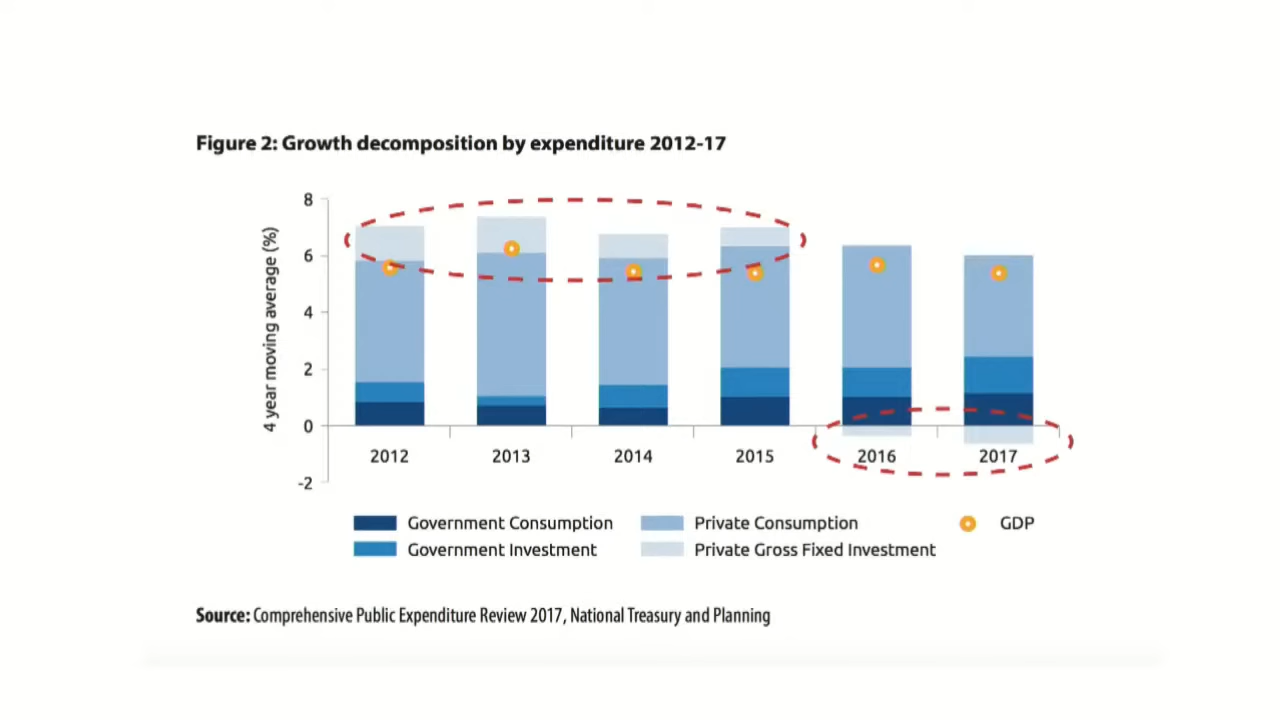 Figure 2: Growth decomposition by expenditure 2012-17
4 year moving average (%)
8
6
4
2
0
-2
2012 2013 2014 2015 2016 2017
Government Consumption Private Consumption GDP
Government Investment Private Gross Fixed Investment
Source: Comprehensive Public Expenditure Review 2017, National Treasury and Planning